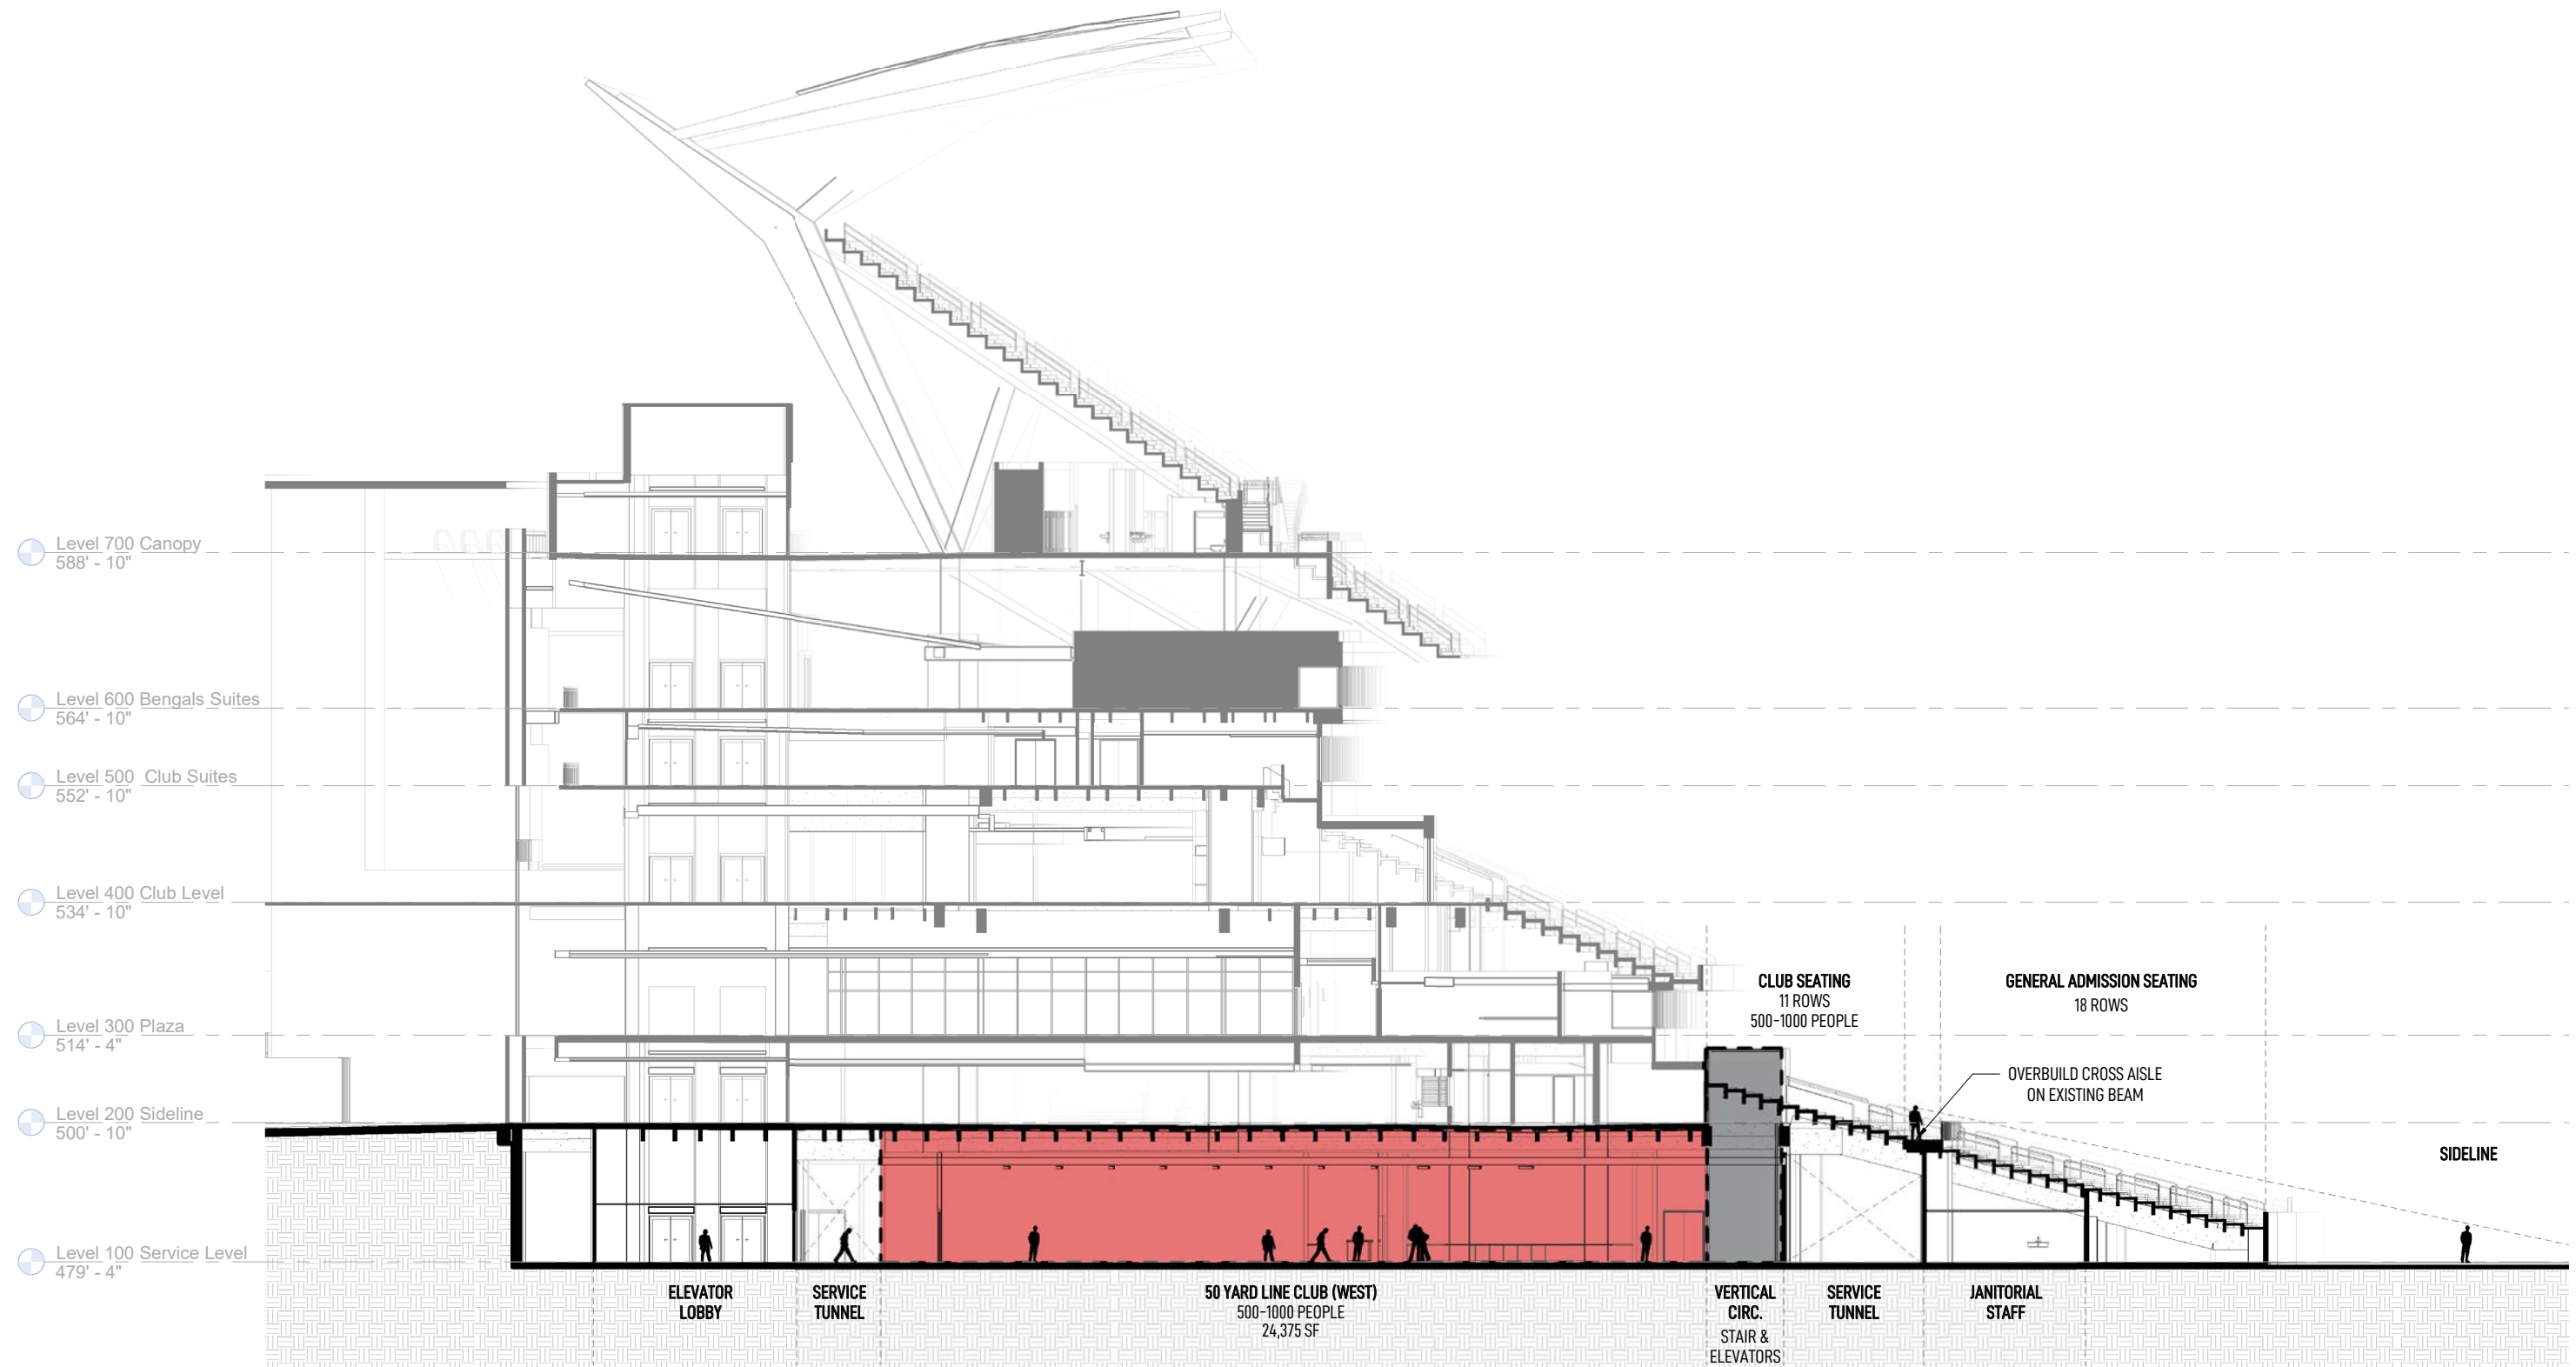 Level 700 Canopy
588' - 10"
Level 600 Bengals Suites
564' - 10"
Level 500 Club Suites
552' - 10"
Level 400 Club Level
534' - 10"
Level 300 Plaza
514' - 4"
Level 200 Sideline
500' - 10"
Level 100 Service Level
479' - 4"
CLUB SEATING
11 ROWS
500-1000 PEOPLE
GENERAL ADMISSION SEATING
18 ROWS
OVERBUILD CROSS AISLE
ON EXISTING BEAM
SIDELINE
ELEVATOR
LOBBY
SERVICE
TUNNEL
50 YARD LINE CLUB (WEST)
500-1000 PEOPLE
24,375 SF
VERTICAL
CIRC.
STAIR &
ELEVATORS
SERVICE
TUNNEL
JANITORIAL
STAFF